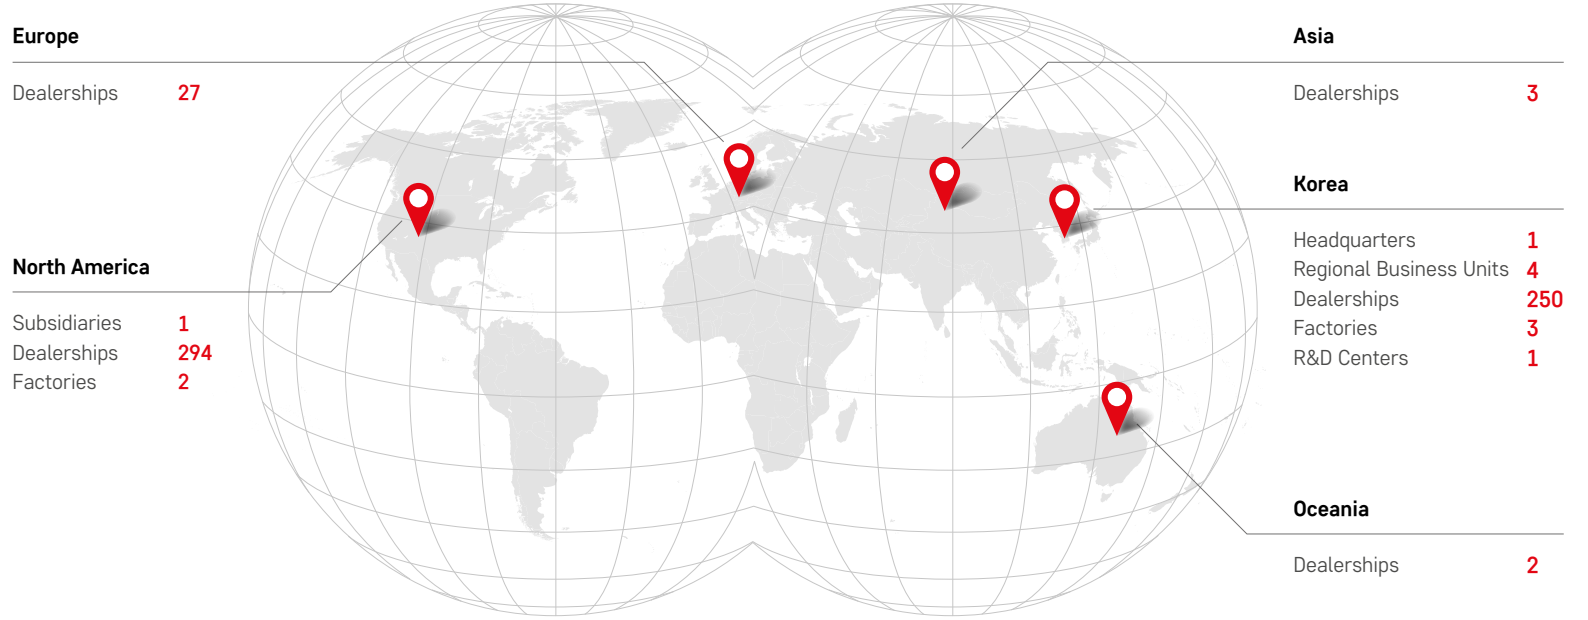 Europe
Dealerships 27
North America
Subsidiaries 1
Dealerships 294
Factories 2
Asia
Dealerships 3
Korea
Headquarters 1
Regional Business Units 4
Dealerships 250
Factories 3
R&D Centers 1
Oceania
Dealerships 2